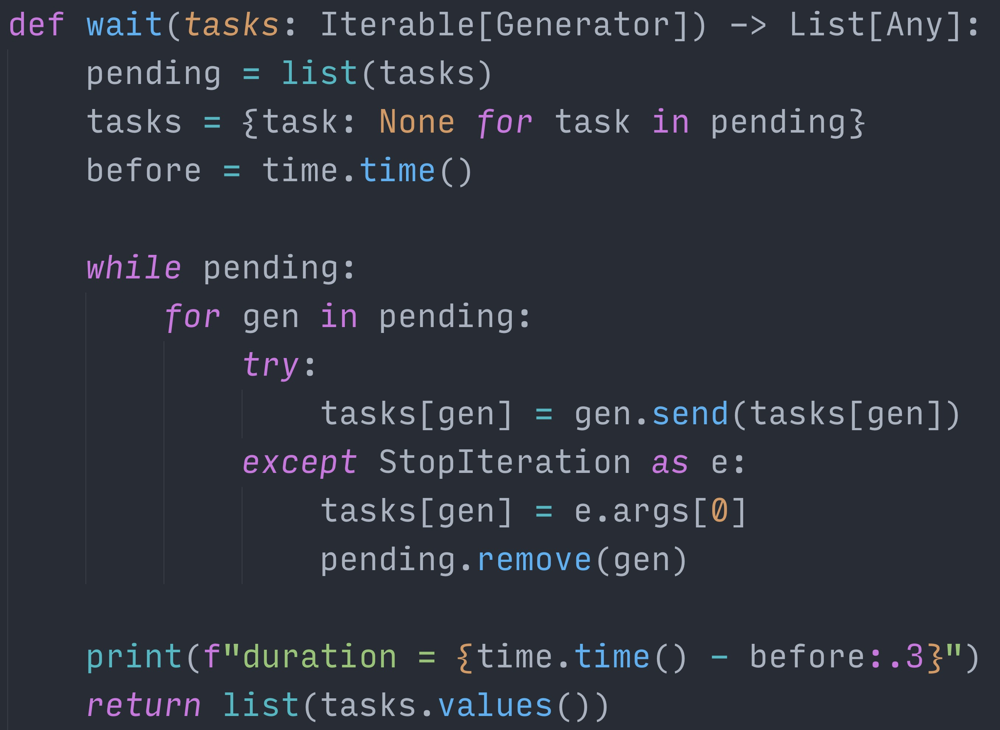 def wait(tasks: Iterable[Generator]) -> List[Any]:
    pending = list(tasks)
    tasks = {task: None for task in pending}
    before = time.time()

    while pending:
        for gen in pending:
            try:
                tasks[gen] = gen.send(tasks[gen])
            except StopIteration as e:
                tasks[gen] = e.args[0]
                pending.remove(gen)

    print(f"duration = {time.time() - before:.3}")
    return list(tasks.values())